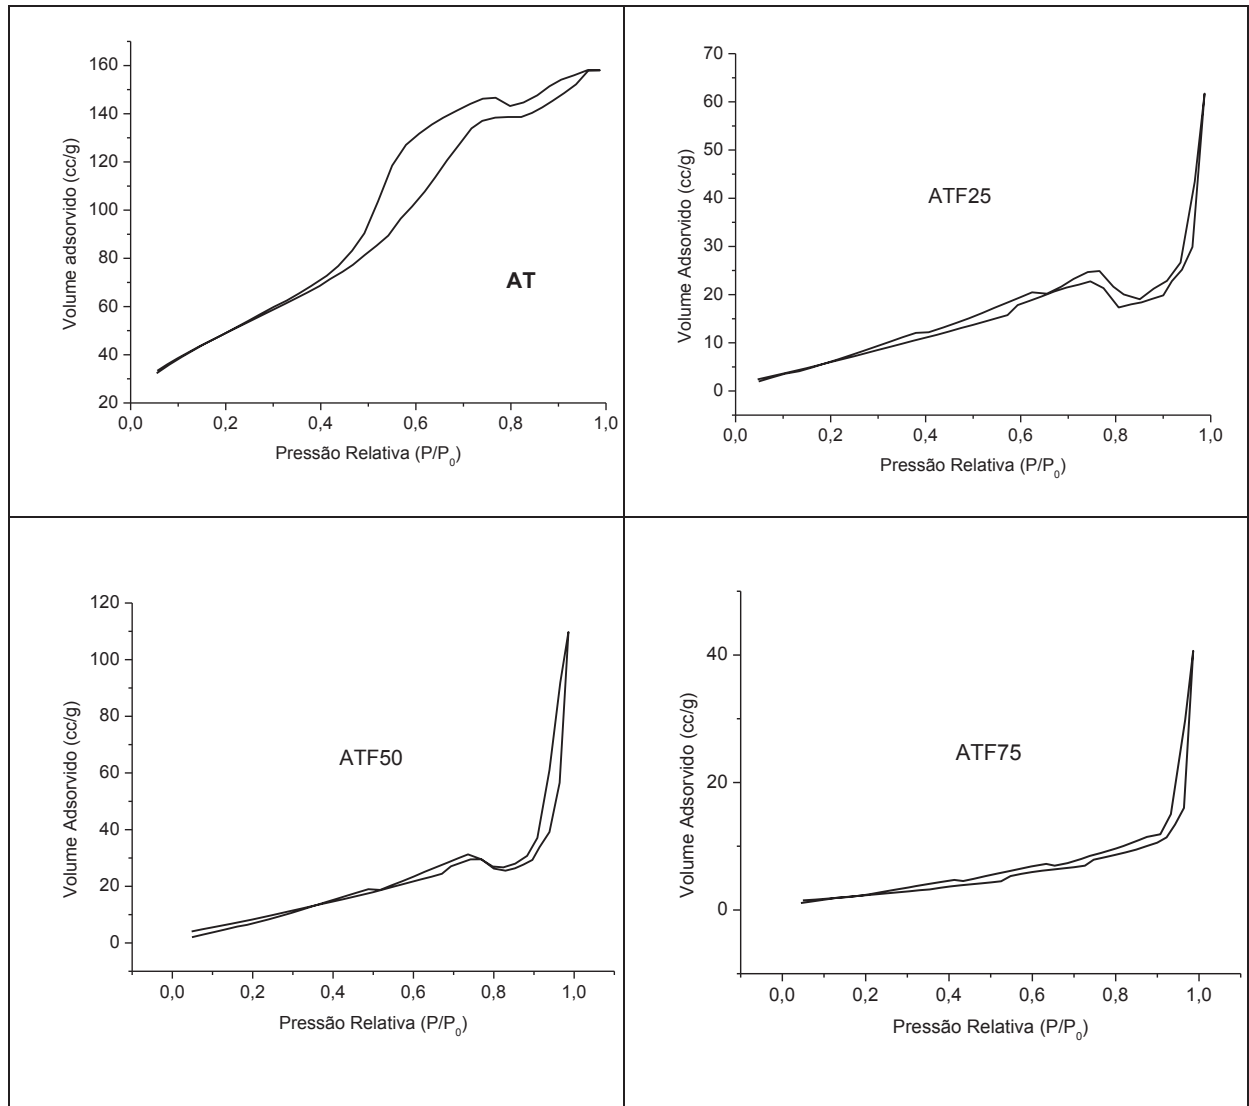 160
140
120
100
80
60
40
20
0,0 0,2 0,4 0,6 0,8 1,0
Volume adsorvido (cc/g)
Pressão Relativa (P/P0)
AT
70
60
50
40
30
20
10
0
0,0 0,2 0,4 0,6 0,8 1,0
Volume Adsorvido (cc/g)
Pressão Relativa (P/P0)
ATF25
120
100
80
60
40
20
0
0,0 0,2 0,4 0,6 0,8 1,0
Volume Adsorvido (cc/g)
Pressão Relativa (P/P0)
ATF50
40
20
0
0,0 0,2 0,4 0,6 0,8 1,0
Volume Adsorvido (cc/g)
Pressão Relativa (P/P0)
ATF75